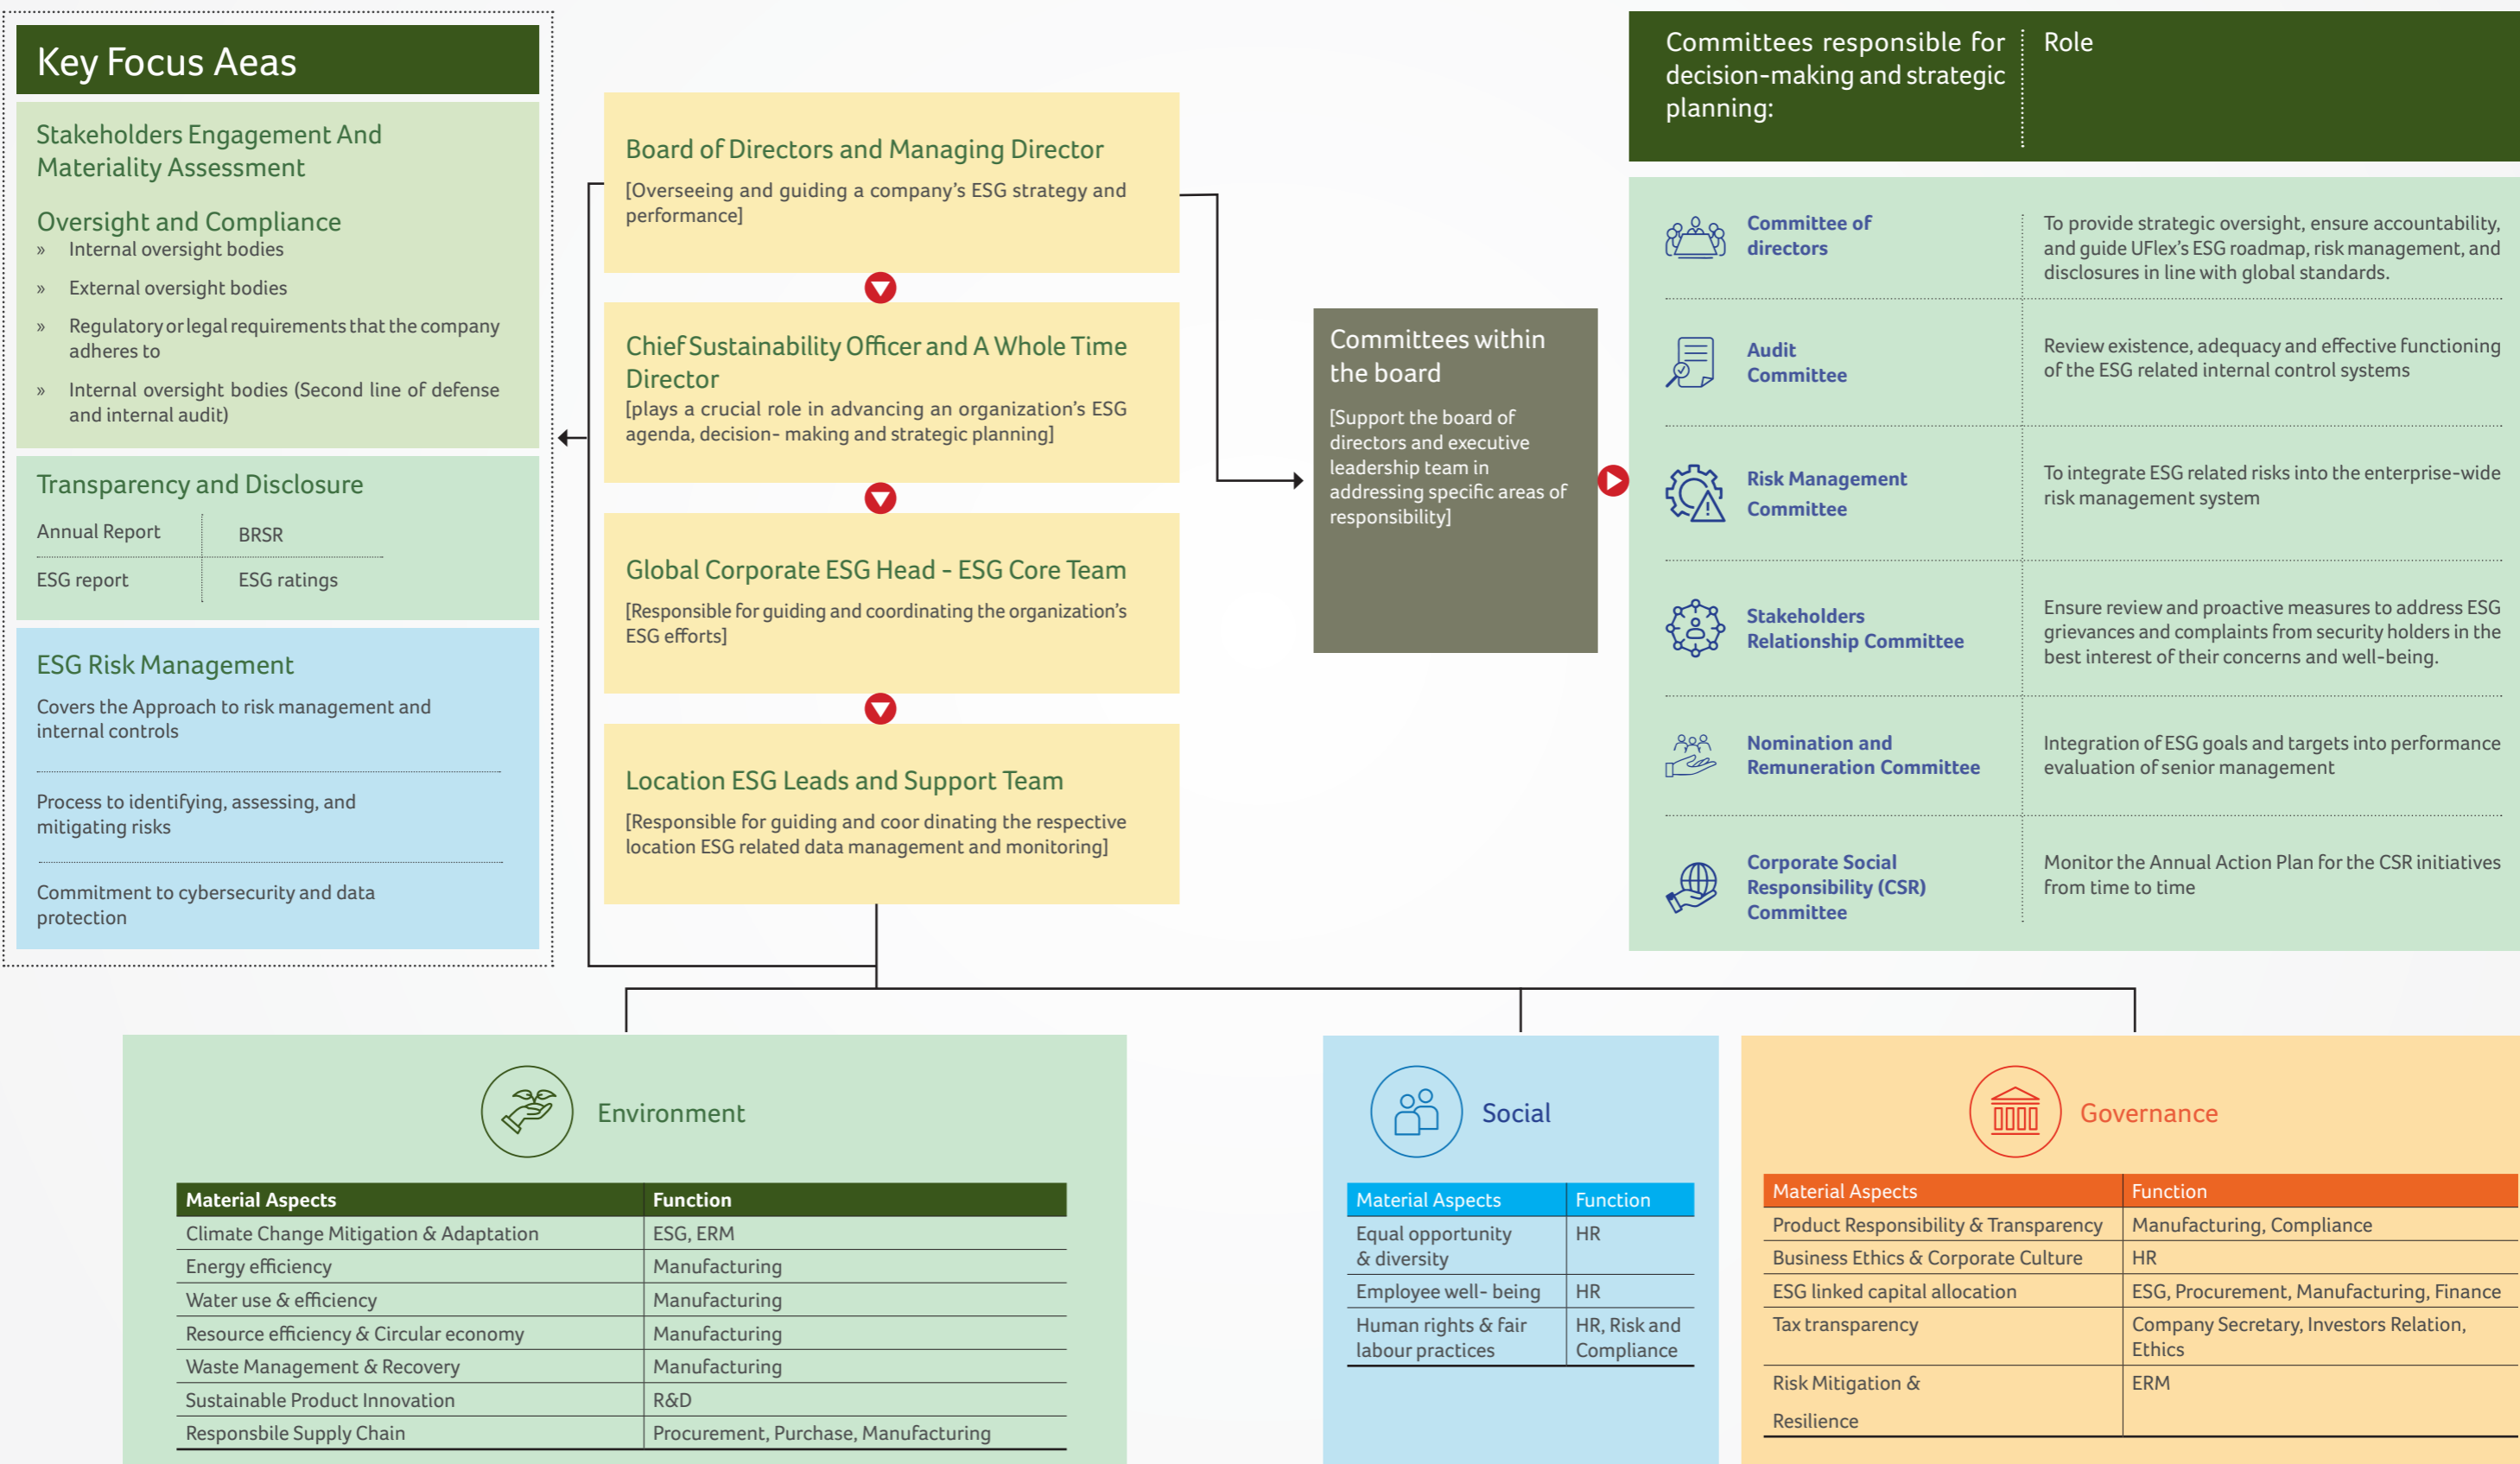 Key Focus Aeas
Stakeholders Engagement And
Materiality Assessment
Oversight and Compliance
» Internal oversight bodies
» External oversight bodies
» Regulatory or legal requirements that the company
adheres to
» Internal oversight bodies (Second line of defense
and internal audit)
Transparency and Disclosure
Annual Report BRSR
ESG report ESG ratings
ESG Risk Management
Covers the Approach to risk management and
internal controls
Process to identifying, assessing, and
mitigating risks
Commitment to cybersecurity and data
protection
Board of Directors and Managing Director
[Overseeing and guiding a company's ESG strategy and
performance]
Chief Sustainability Officer and A Whole Time
Director
[plays a crucial role in advancing an organization's ESG
agenda, decision- making and strategic planning]
Global Corporate ESG Head - ESG Core Team
[Responsible for guiding and coordinating the organization's
ESG efforts]
Location ESG Leads and Support Team
[Responsible for guiding and coor dinating the respective
location ESG related data management and monitoring]
Committees within
the board
[Support the board of
directors and executive
leadership team in
addressing specific areas of
responsibility]
Committees responsible for
decision-making and strategic
planning:
Role
Committee of
directors
To provide strategic oversight, ensure accountability,
and guide UFlex's ESG roadmap, risk management, and
disclosures in line with global standards.
Audit
Committee
Review existence, adequacy and effective functioning
of the ESG related internal control systems
Risk Management
Committee
To integrate ESG related risks into the enterprise-wide
risk management system
Stakeholders
Relationship Committee
Ensure review and proactive measures to address ESG
grievances and complaints from security holders in the
best interest of their concerns and well-being.
Nomination and
Remuneration Committee
Integration of ESG goals and targets into performance
evaluation of senior management
Corporate Social
Responsibility (CSR)
Committee
Monitor the Annual Action Plan for the CSR initiatives
from time to time
Environment
Material Aspects Function
Climate Change Mitigation & Adaptation ESG, ERM
Energy efficiency Manufacturing
Water use & efficiency Manufacturing
Resource efficiency & Circular economy Manufacturing
Waste Management & Recovery Manufacturing
Sustainable Product Innovation R&D
Responsbile Supply Chain Procurement, Purchase, Manufacturing
Social
Material Aspects Function
Equal opportunity HR
& diversity
Employee well- being HR
Human rights & fair HR, Risk and
labour practices Compliance
Governance
Material Aspects Function
Product Responsibility & Transparency Manufacturing, Compliance
Business Ethics & Corporate Culture HR
ESG linked capital allocation ESG, Procurement, Manufacturing, Finance
Tax transparency Company Secretary, Investors Relation,
Ethics
Risk Mitigation & ERM
Resilience